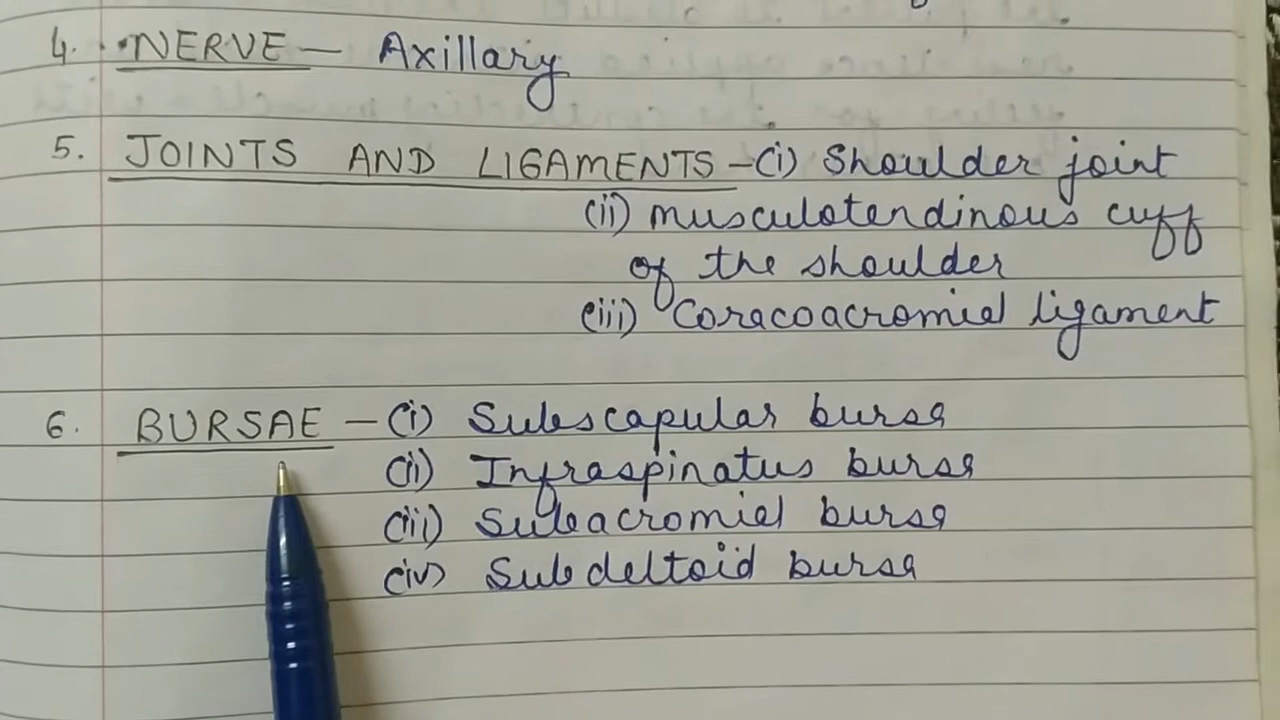 4. NERVE – Axillary
5. JOINTS AND LIGAMENTS – (i) Shoulder joint
(ii) musculotendinous cuff
of the shoulder
(iii) Coracoacromial ligament
6. BURSAE – (i) Subscapular bursa
(ii) Infraspinatus bursa
(iii) Subacromial bursa
(iv) Subdeltoid bursa